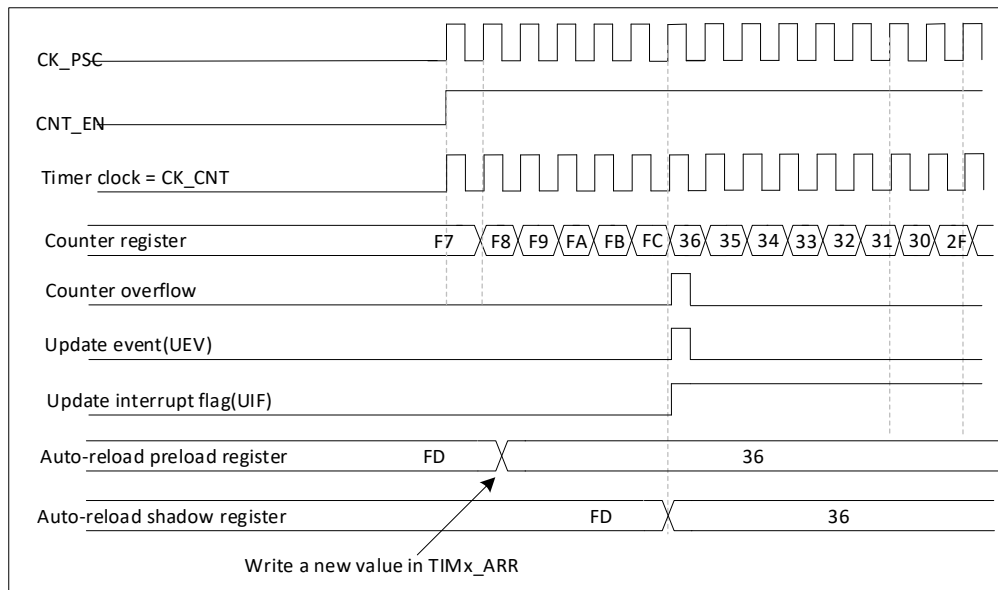 CK_PSC
CNT_EN
Timer clock = CK_CNT
Counter register F7 F8 F9 FA FB FC 36 35 34 33 32 31 30 2F
Counter overflow
Update event(UEV)
Update interrupt flag(UIF)
Auto-reload preload register FD 36
Auto-reload shadow register FD 36
Write a new value in TIMx_ARR